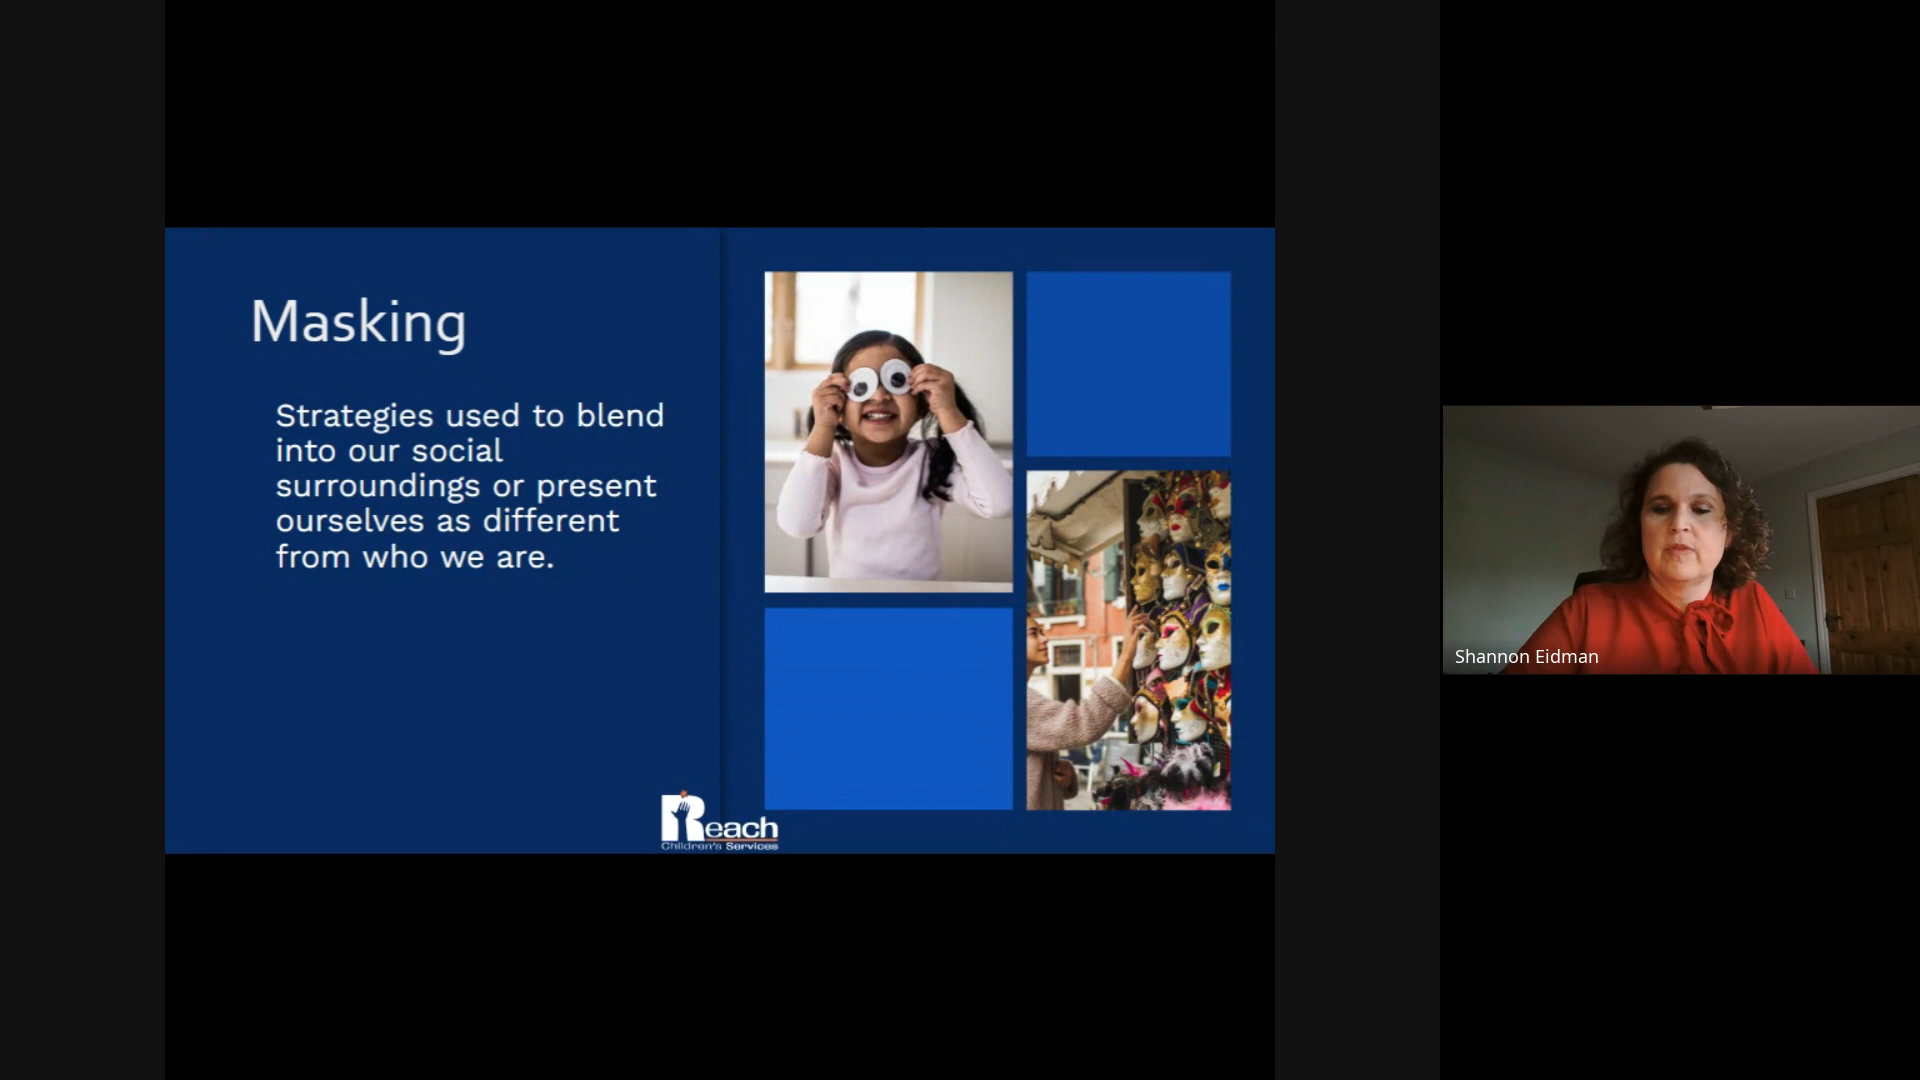 Masking
Strategies used to blend
into our social
surroundings or present
ourselves as different
from who we are.
Reach
Children's Services
Shannon Eidman